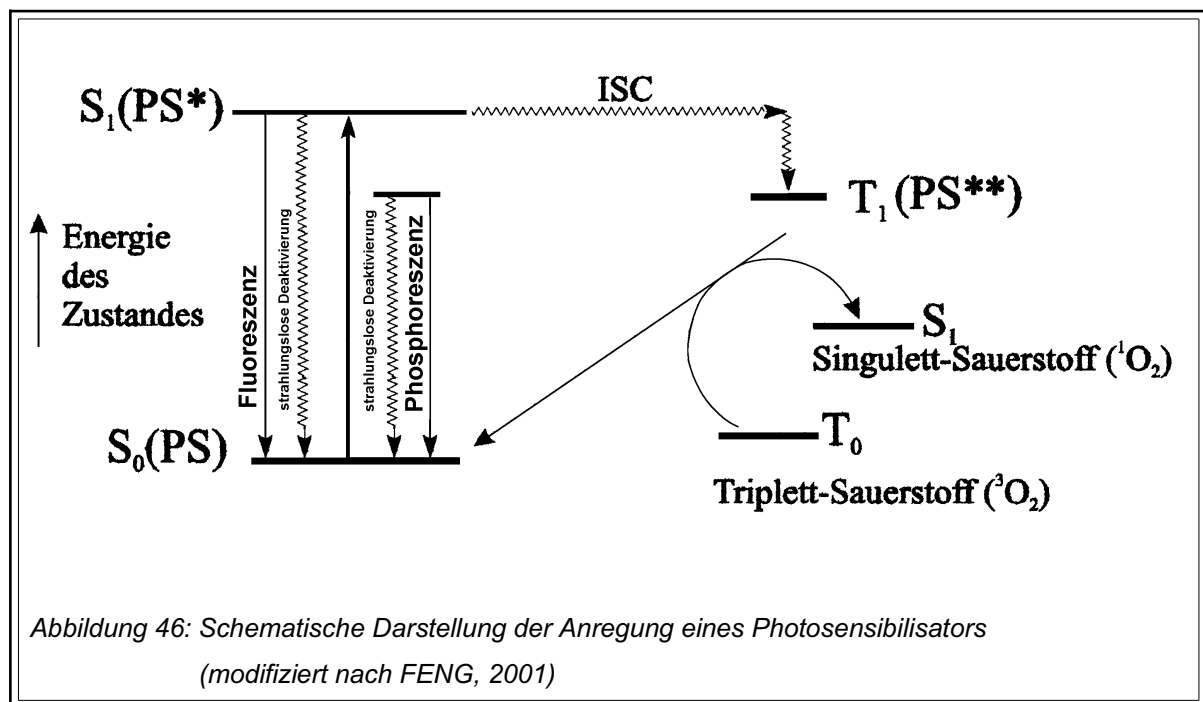 S₁(PS*)
ISC
T₁(PS**)
Energie
des
Zustandes
Fluoreszenz
strahlungslose Deaktivierung
strahlungslose Deaktivierung
Phosphoreszenz
S₁
Singulett-Sauerstoff (¹O₂)
S₀(PS)
T₀
Triplett-Sauerstoff (³O₂)
Abbildung 46: Schematische Darstellung der Anregung eines Photosensibilisators
(modifiziert nach FENG, 2001)